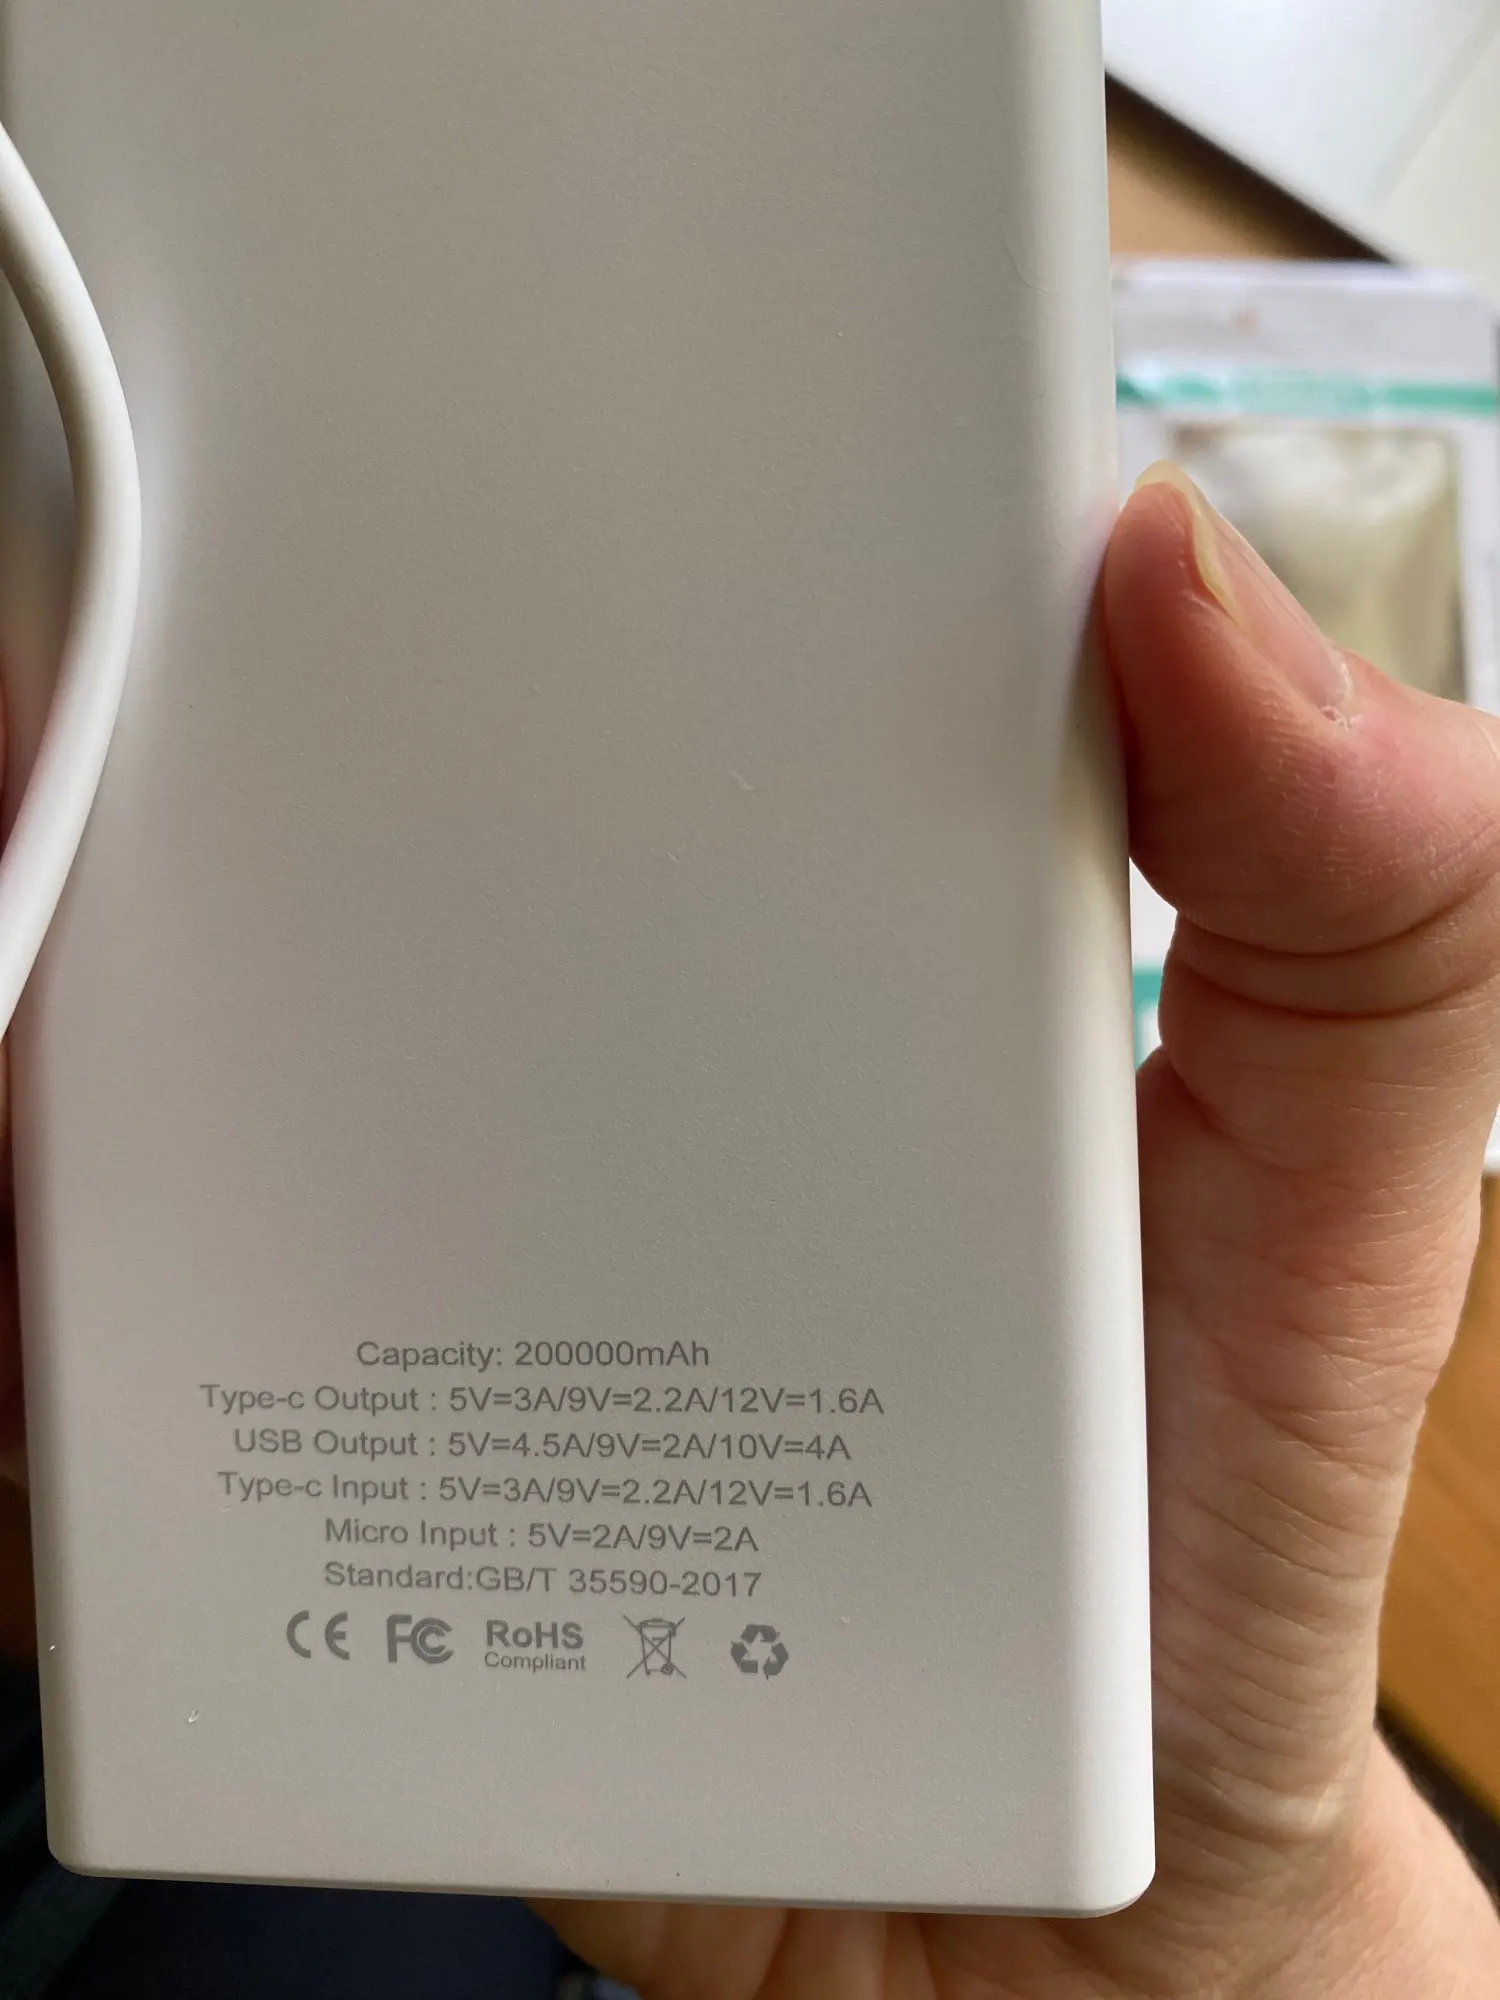 Capacity: 200000mAh
Type-c Output : 5V=3A/9V=2.2A/12V=1.6A
USB Output : 5V=4.5A/9V=2A/10V=4A
Type-c Input : 5V=3A/9V=2.2A/12V=1.6A
Micro Input : 5V=2A/9V=2A
Standard:GB/T 35590-2017
CE FC RoHS
Compliant